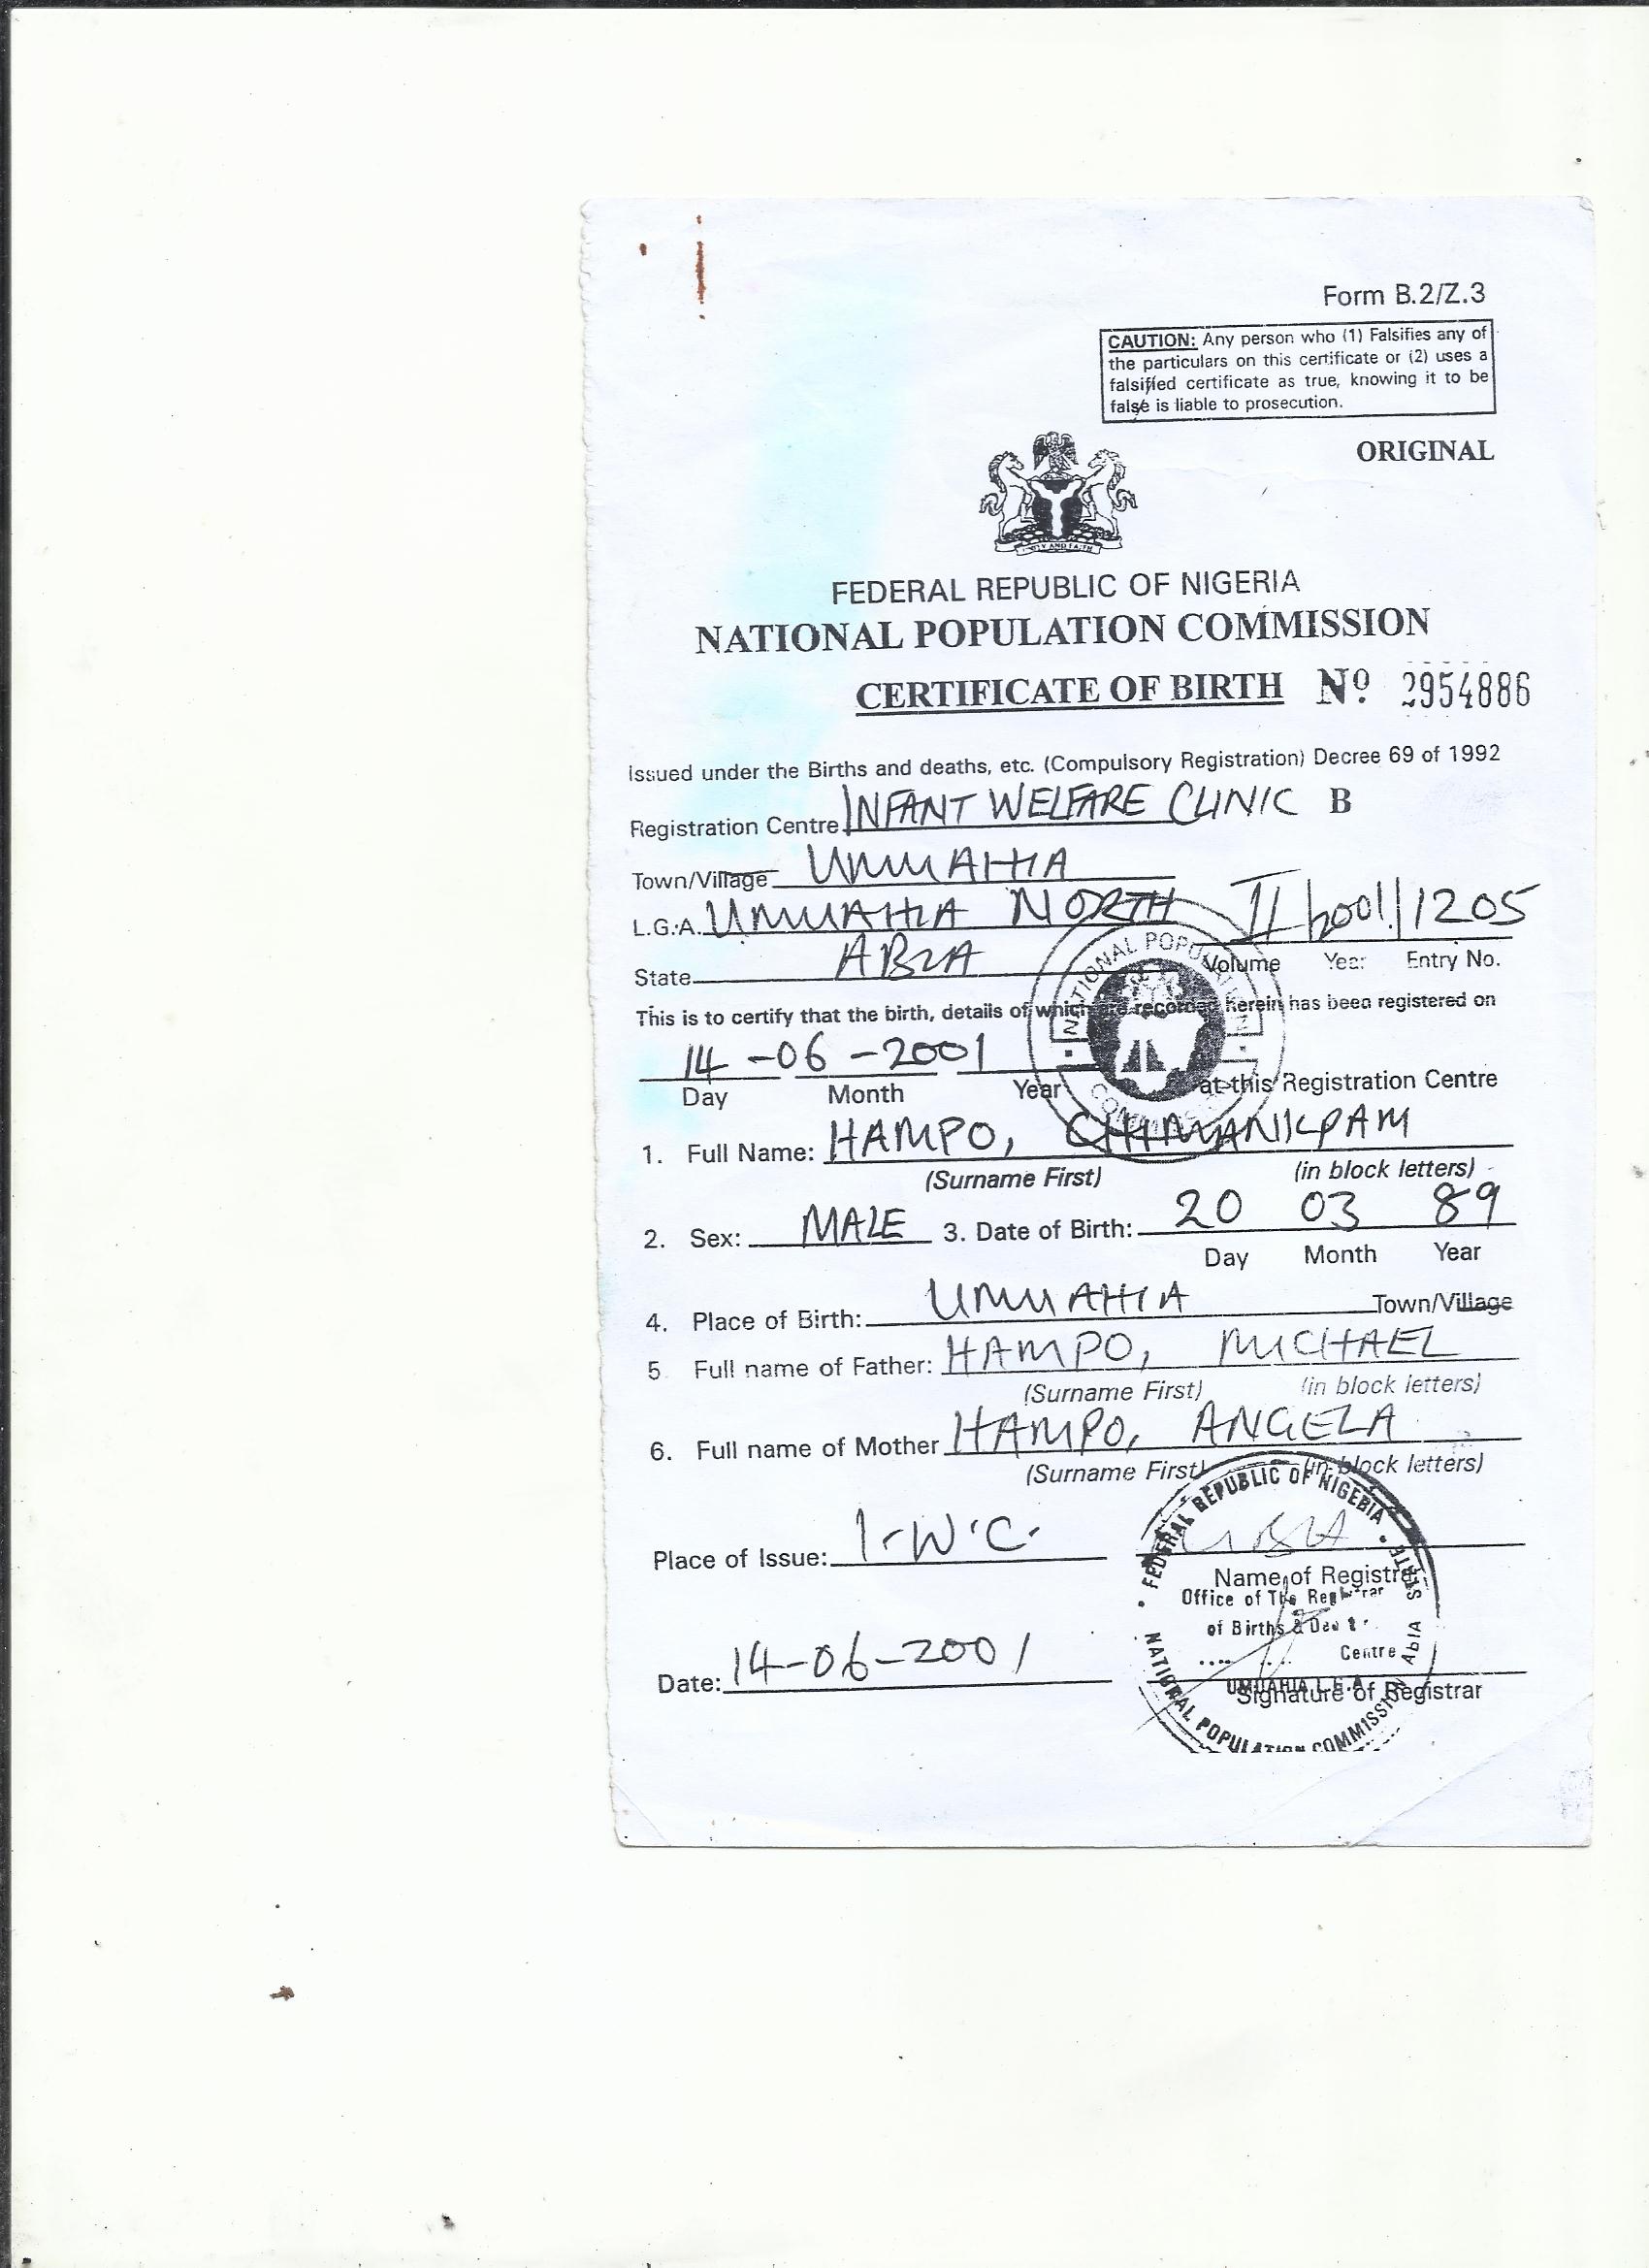 Form B.2/Z.3
CAUTION: Any person who (1) Falsifies any of
the particulars on this certificate or (2) uses a
falsified certificate as true, knowing it to be
false is liable to prosecution.
ORIGINAL
FEDERAL REPUBLIC OF NIGERIA
NATIONAL POPULATION COMMISSION
CERTIFICATE OF BIRTH Nº 2954886
Issued under the Births and deaths, etc. (Compulsory Registration) Decree 69 of 1992
Registration Centre INFANT WELFARE CLINIC B
Town/Village UMUAHIA
L.G.A. UMUAHIA NORTH II/2001/1205
State ABIA Volume Year Entry No.
This is to certify that the birth, details of which are recorded herein has been registered on
14-06-2001
Day Month Year at this Registration Centre
1. Full Name: HAMPO, CHIMANKPAM
(Surname First) (in block letters)
2. Sex: MALE 3. Date of Birth: 20 03 89
Day Month Year
4. Place of Birth: UMUAHIA Town/Village
5 Full name of Father: HAMPO, MICHAEL
(Surname First) (in block letters)
6. Full name of Mother HAMPO, ANGELA
(Surname First) (in block letters)
Place of Issue: I.W.C.
Name of Registrar
Date: 14-06-2001
Signature of Registrar
NATIONAL POPULATION COMMISSION
FEDERAL REPUBLIC OF NIGERIA
Office of The Registrar
of Births &
Centre
UMUAHIA L.G.A.
ABIA STATE
NATIONAL POPULATION COMMISSION